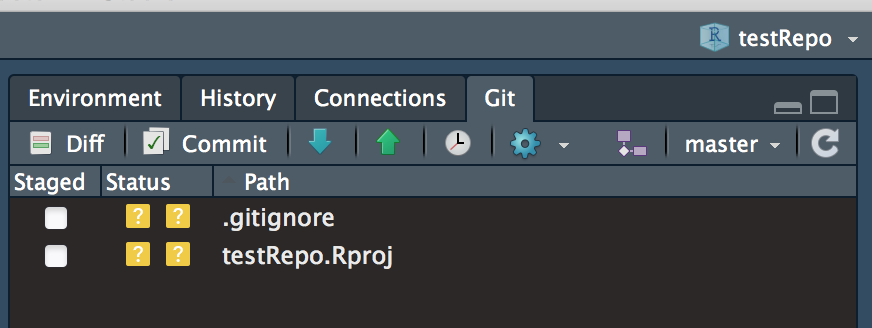 testRepo
Environment History Connections Git
Diff Commit master
Staged Status Path
? ? .gitignore
? ? testRepo.Rproj